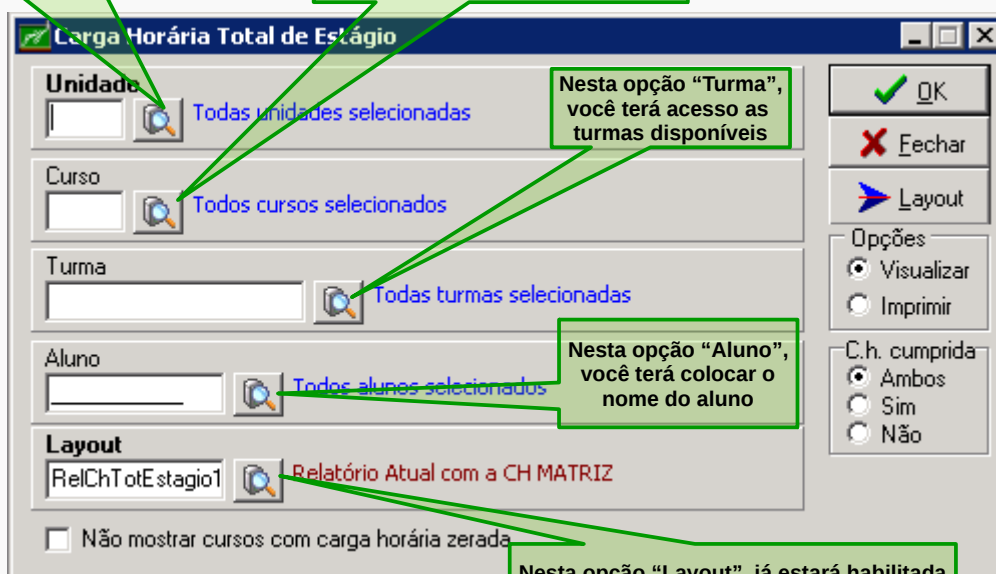 Carga Horária Total de Estágio
Unidade
Todas unidades selecionadas
Nesta opção “Turma”,
você terá acesso as
turmas disponíveis
OK
Fechar
Curso
Todos cursos selecionados
Layout
Opções
Visualizar
Imprimir
Turma
Todas turmas selecionadas
Aluno
Todos alunos selecionados
Nesta opção “Aluno”,
você terá colocar o
nome do aluno
C.h. cumprida
Ambos
Sim
Não
Layout
RelChTotEstagio1
Relatório Atual com a CH MATRIZ
Não mostrar cursos com carga horária zerada
Nesta opção “Layout”, já estará habilitada